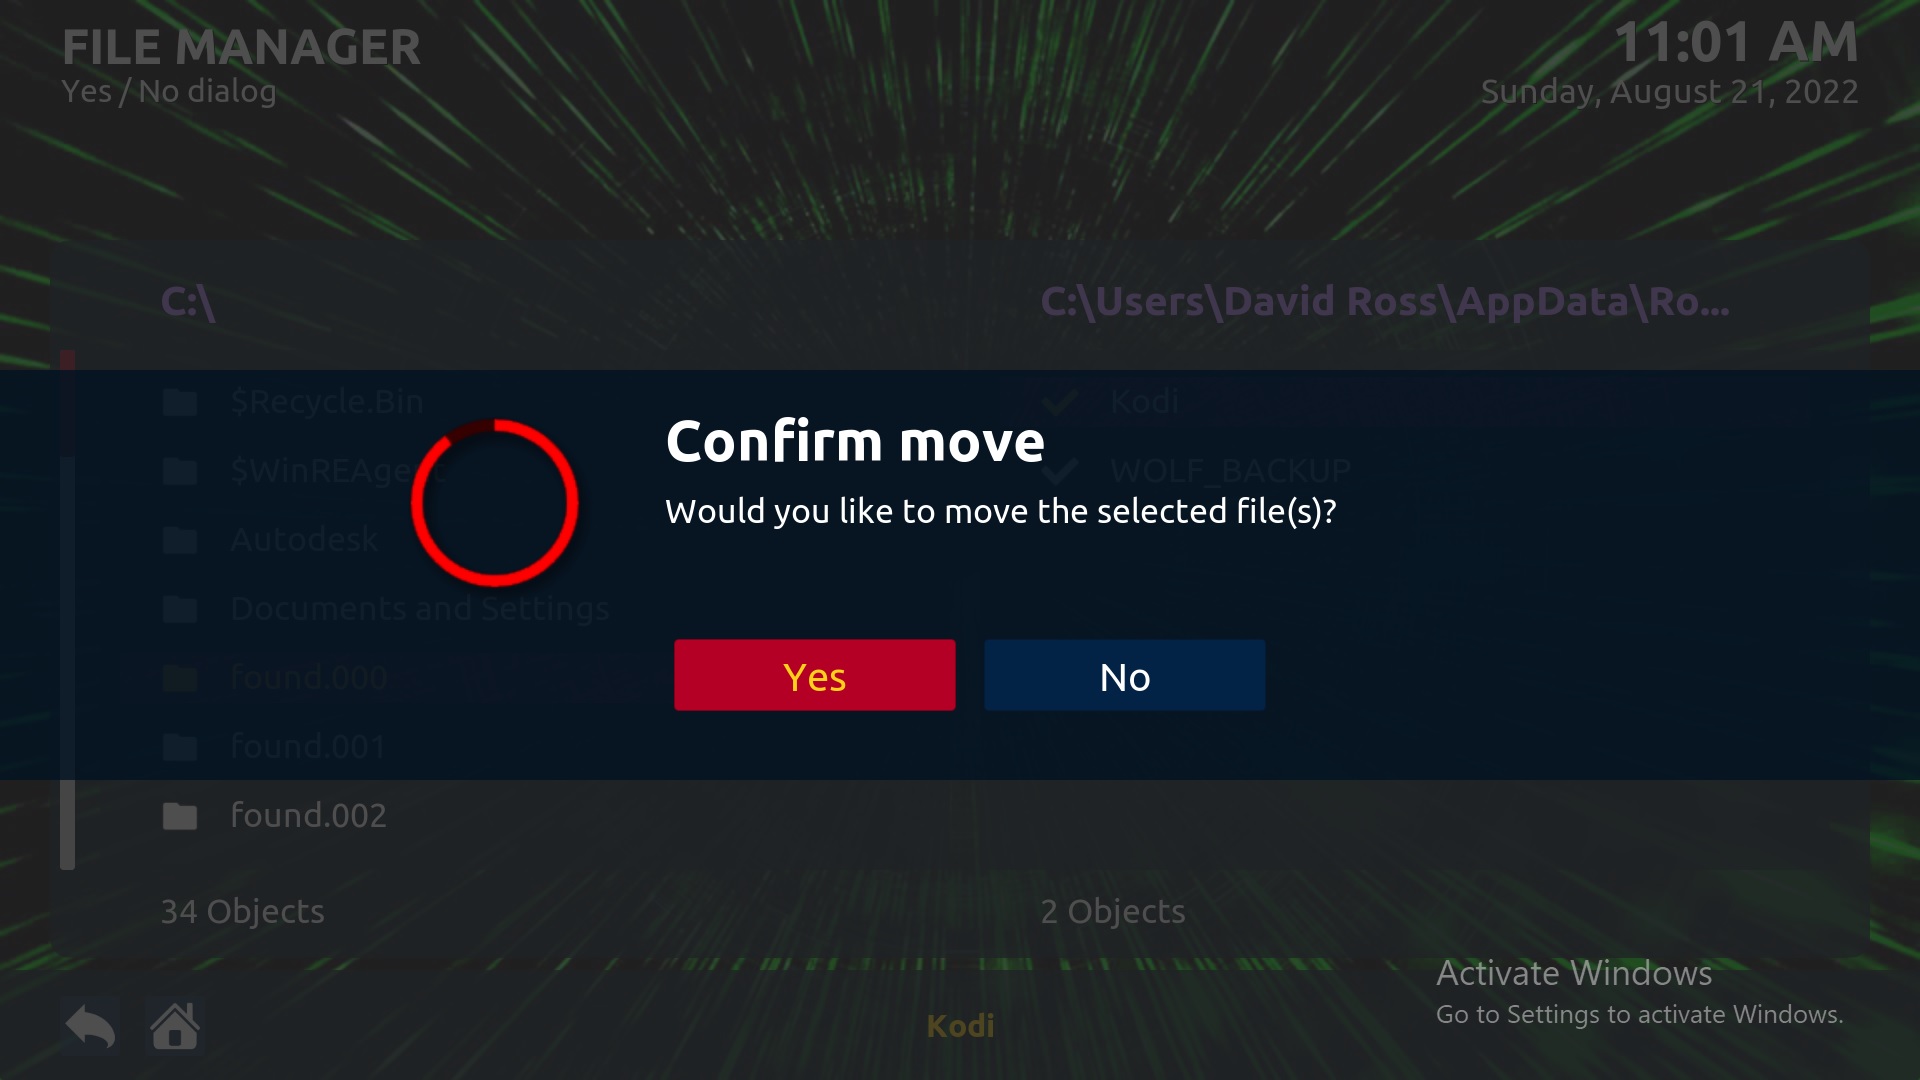 FILE MANAGER
Yes / No dialog
11:01 AM
Sunday, August 21, 2022
C:\
C:\Users\David Ross\AppData\Ro...
$Recycle.Bin
$WinREAgent
Autodesk
Documents and Settings
found.000
found.001
found.002
Kodi
WOLF_BACKUP
Confirm move
Would you like to move the selected file(s)?
Yes
No
34 Objects
2 Objects
Activate Windows
Go to Settings to activate Windows.
Kodi